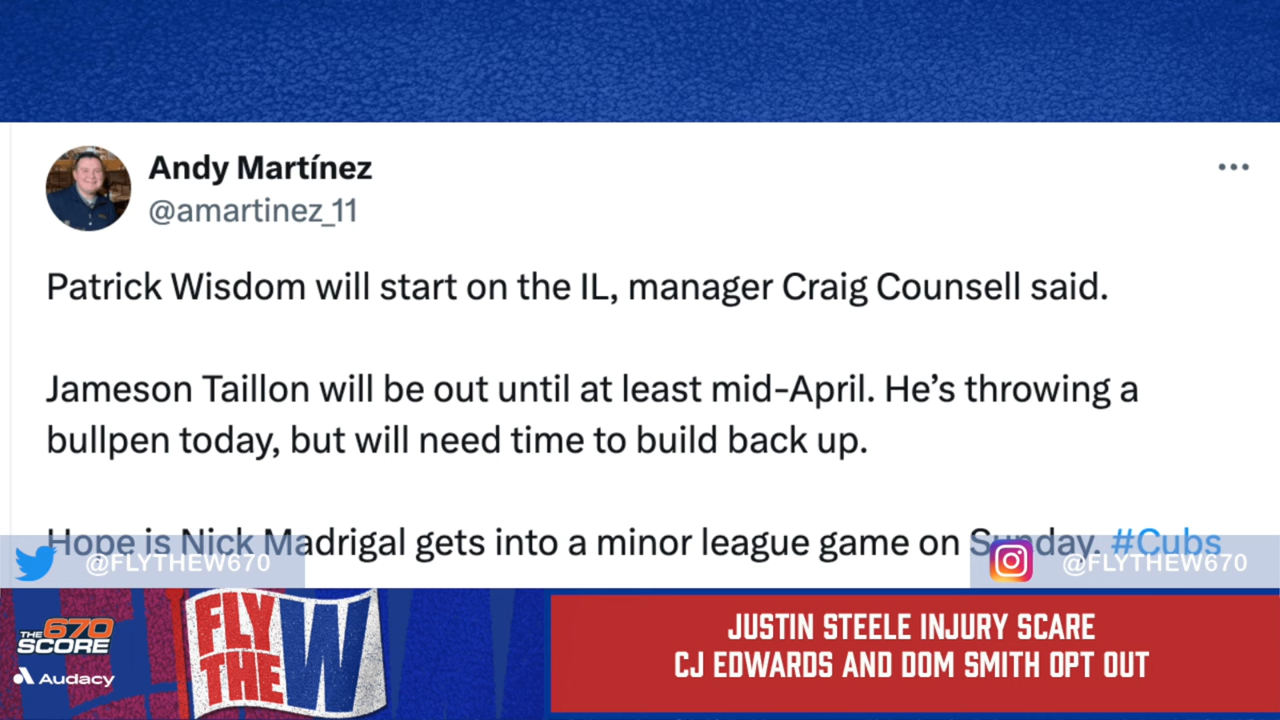 Andy Martínez
@amartinez_11
Patrick Wisdom will start on the IL, manager Craig Counsell said.
Jameson Taillon will be out until at least mid-April. He’s throwing a
bullpen today, but will need time to build back up.
Hope is Nick Madrigal gets into a minor league game on Sunday. #Cubs
@FLYTHEW670
@FLYTHEW670
THE 670
SCORE
Audacy
FLY
THE
W
JUSTIN STEELE INJURY SCARE
CJ EDWARDS AND DOM SMITH OPT OUT